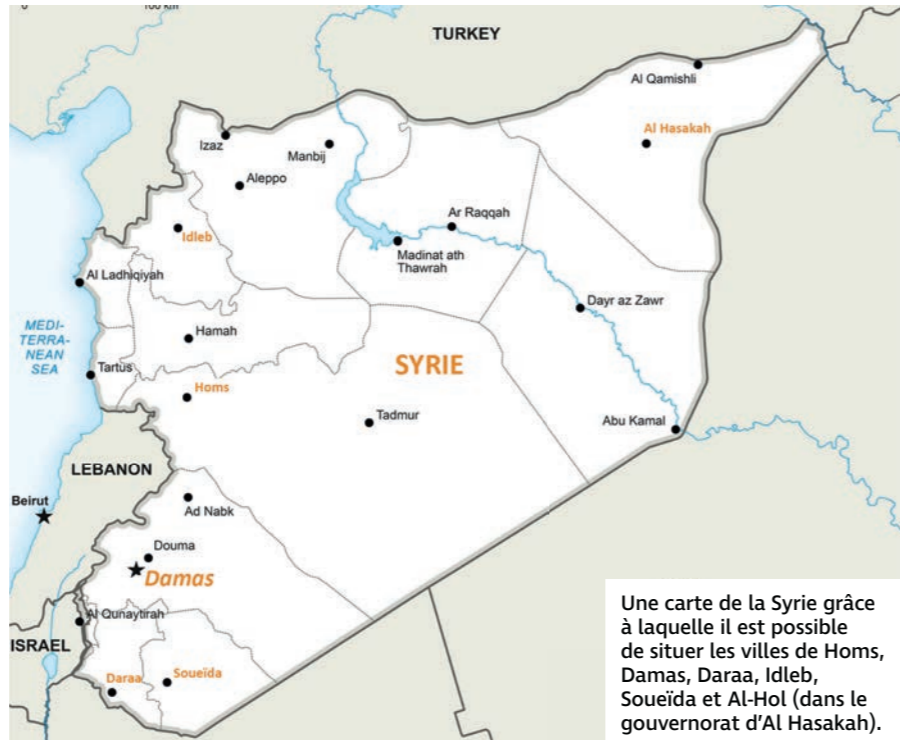 0 100 km
TURKEY
Al Qamishli
Al Hasakah
Izaz
Manbij
Aleppo
Ar Raqqah
Idleb
Madinat ath
Thawrah
Al Ladhiqiyah
Dayr az Zawr
MEDI-
TERRA-
NEAN
SEA
Hamah
SYRIE
Tartus
Homs
Tadmur
Abu Kamal
LEBANON
Beirut
Ad Nabk
Douma
Damas
Al Qunaytirah
ISRAEL
Daraa
Soueïda
Une carte de la Syrie grâce
à laquelle il est possible
de situer les villes de Homs,
Damas, Daraa, Idleb,
Soueïda et Al-Hol (dans le
gouvernorat d'Al Hasakah).